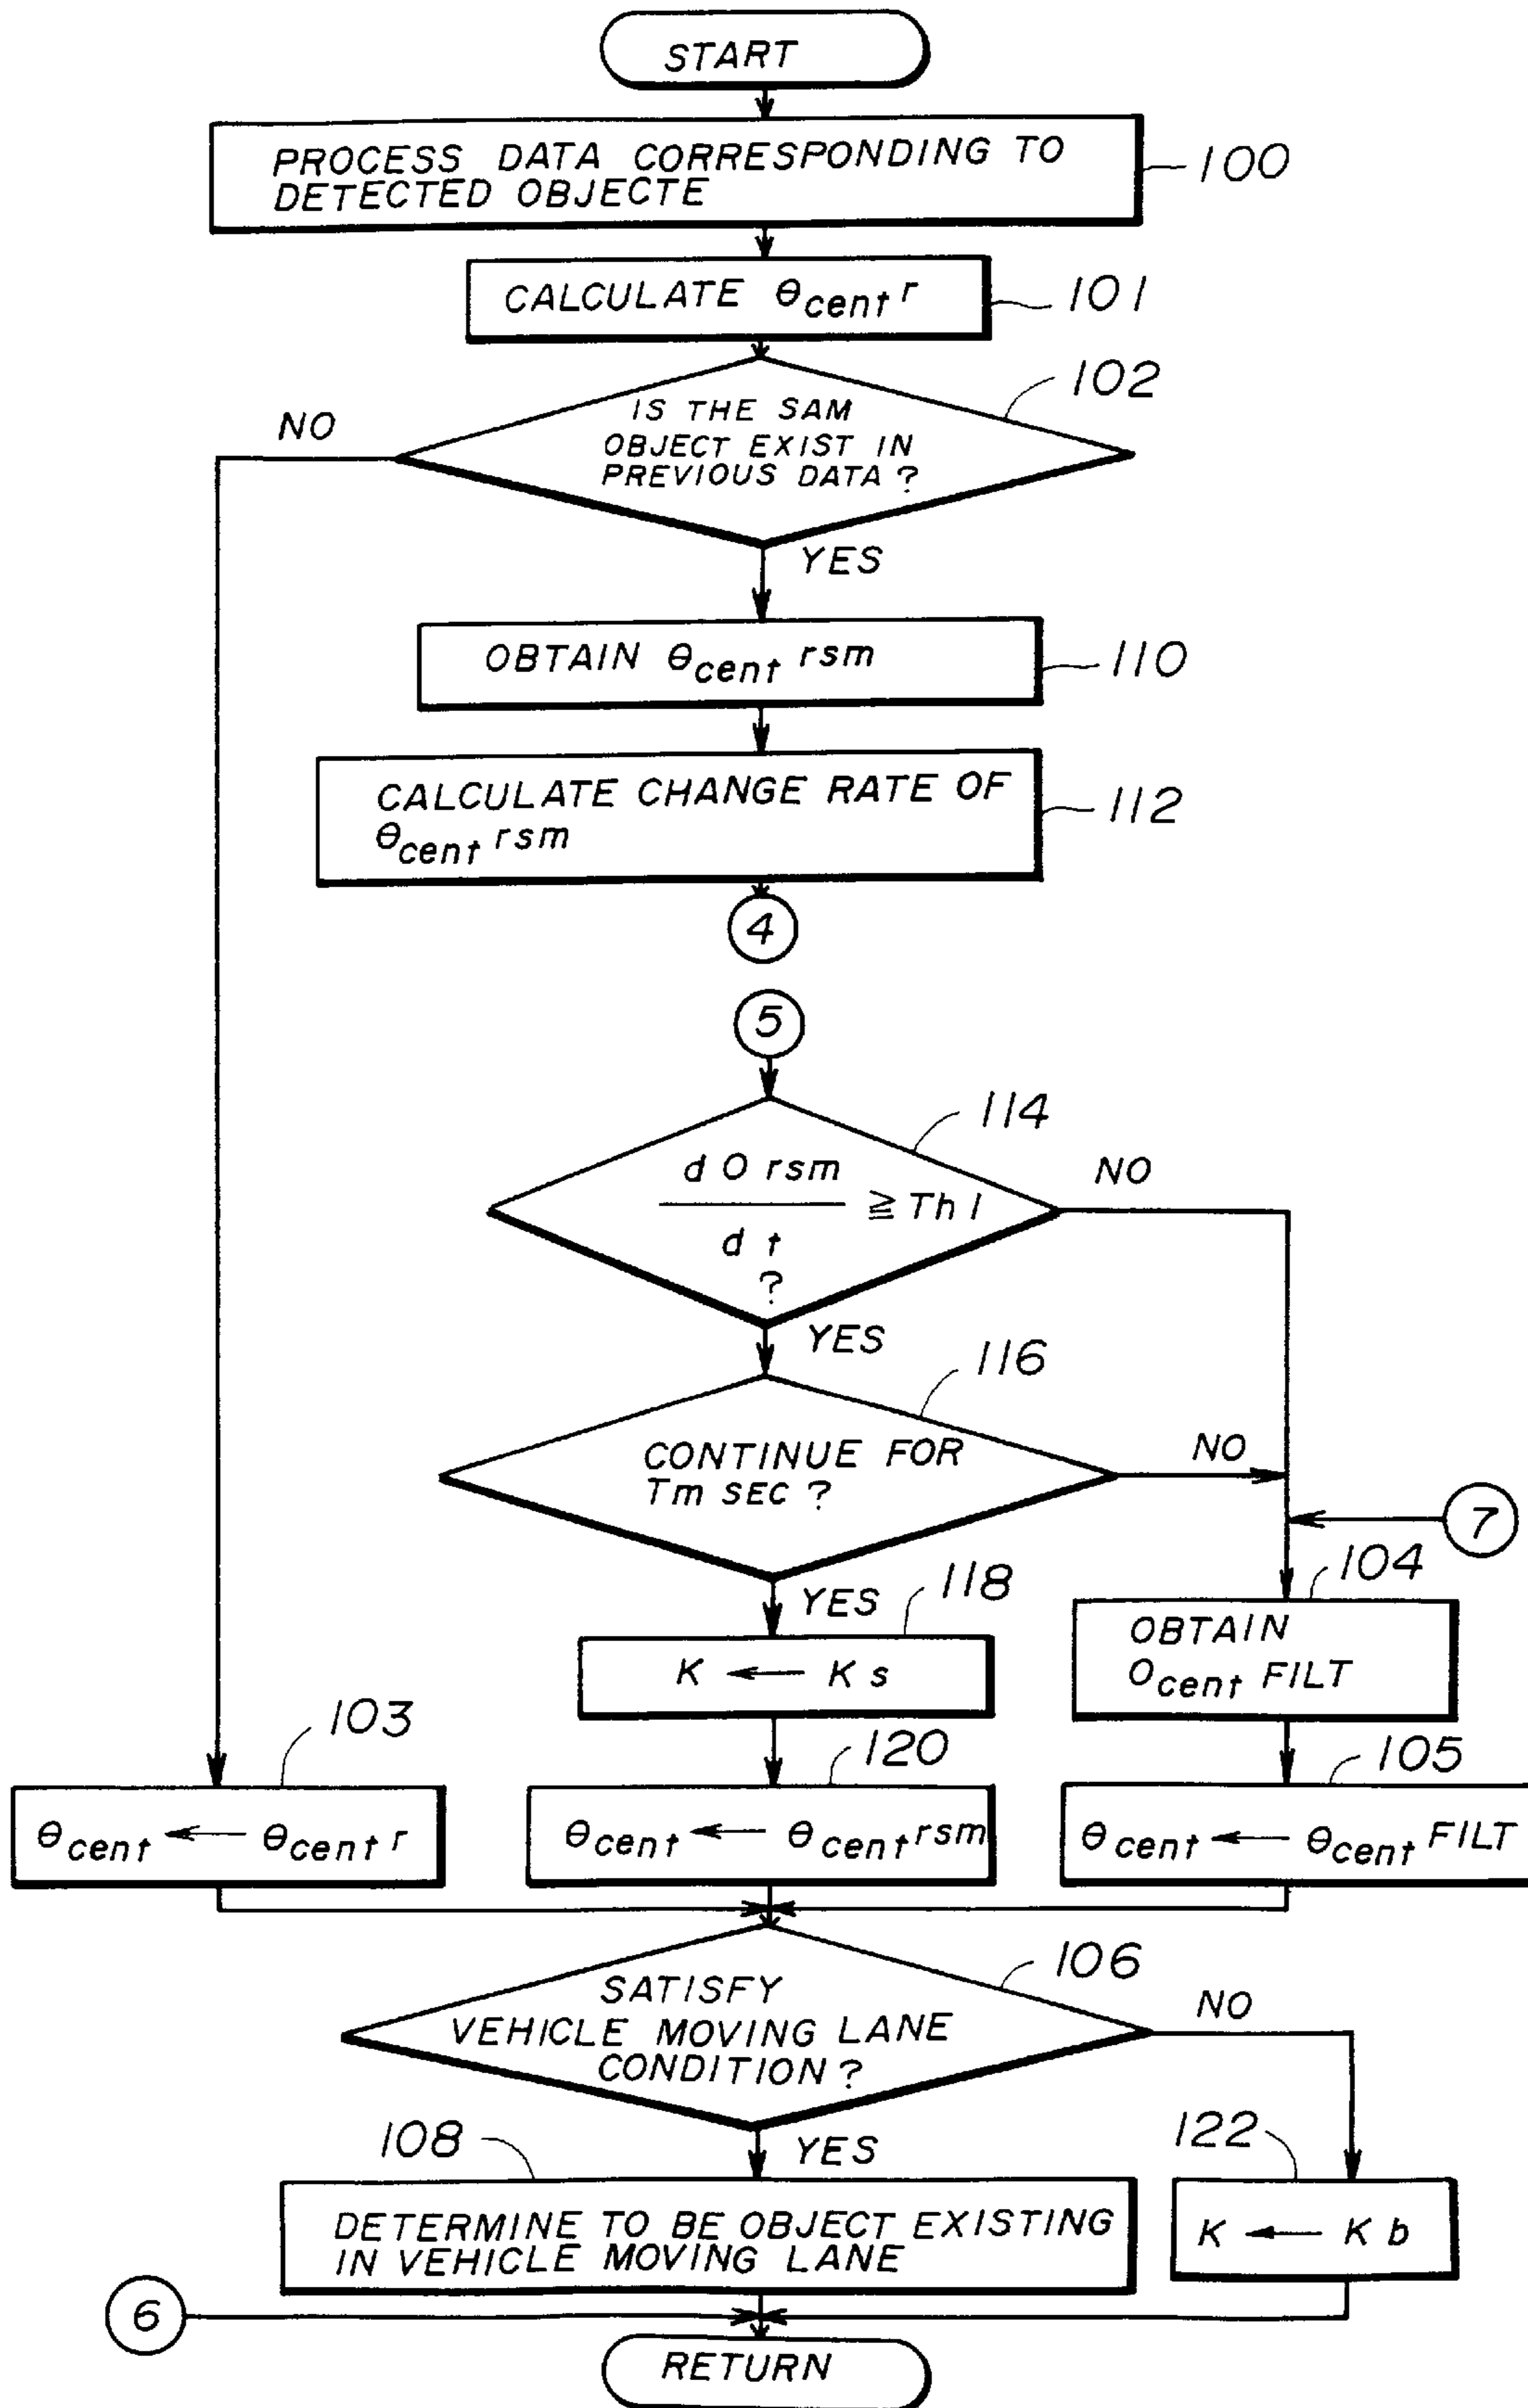 START
PROCESS DATA CORRESPONDING TO
DETECTED OBJECTE
100
CALCULATE θcent r
101
102
IS THE SAM
OBJECT EXIST IN
PREVIOUS DATA ?
NO
YES
OBTAIN θcent rsm
110
CALCULATE CHANGE RATE OF
θcent rsm
112
4
5
114
d O rsm
≧ Th 1
d t
?
NO
YES
116
CONTINUE FOR
Tm SEC ?
NO
7
YES
118
104
K ← K s
OBTAIN
Ocent FILT
103
120
105
θcent ← θcent r
θcent ← θcent rsm
θcent ← θcent FILT
106
SATISFY
VEHICLE MOVING LANE
CONDITION ?
NO
108
YES
122
DETERMINE TO BE OBJECT EXISTING
IN VEHICLE MOVING LANE
K ← K b
6
RETURN